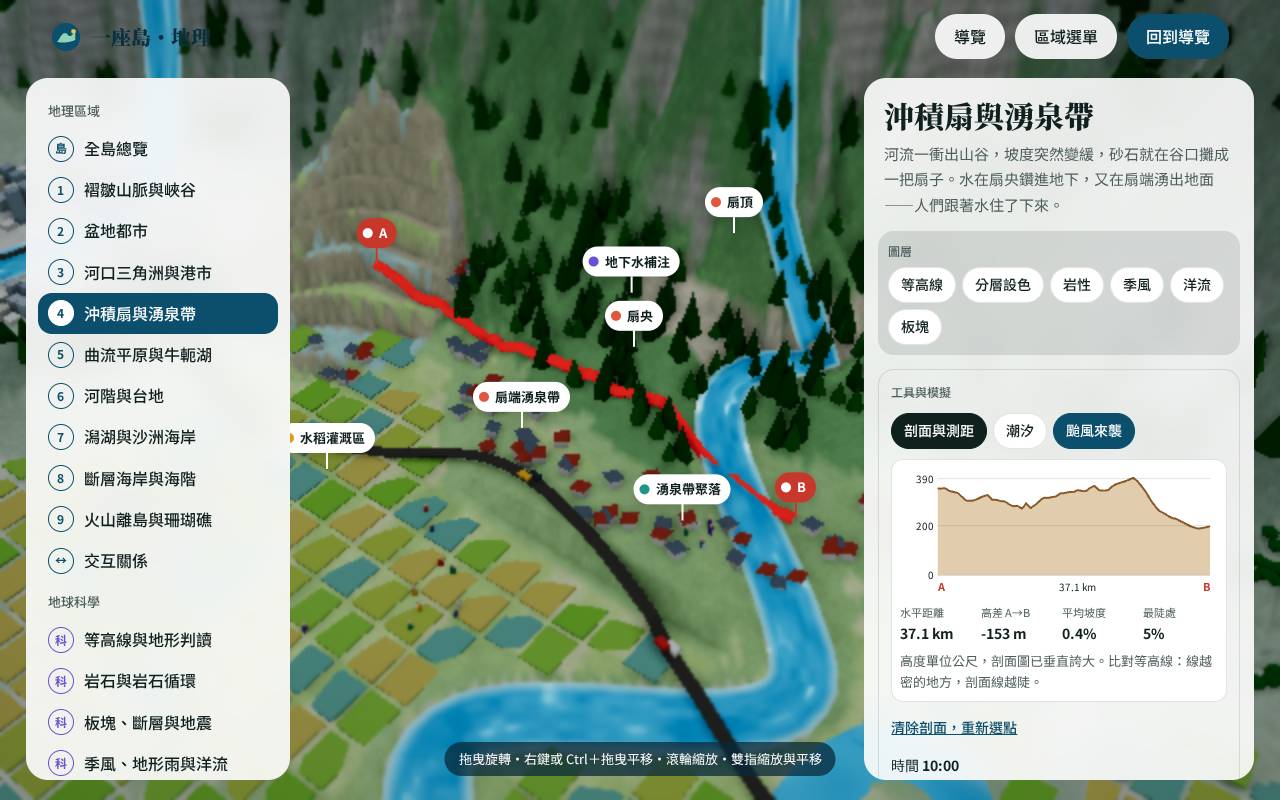 一座島・地理
導覽
區域選單
回到導覽
地理區域
島 全島總覽
1 褶皺山脈與峽谷
2 盆地都市
3 河口三角洲與港市
4 沖積扇與湧泉帶
5 曲流平原與牛軛湖
6 河階與台地
7 潟湖與沙洲海岸
8 斷層海岸與海階
9 火山離島與珊瑚礁
↔ 交互關係
地球科學
科 等高線與地形判讀
科 岩石與岩石循環
科 板塊、斷層與地震
科 季風、地形雨與洋流
扇頂
A
地下水補注
扇央
扇端湧泉帶
水稻灌溉區
湧泉帶聚落
B
拖曳旋轉・右鍵或 Ctrl＋拖曳平移・滾輪縮放・雙指縮放與平移
沖積扇與湧泉帶
河流一衝出山谷，坡度突然變緩，砂石就在谷口攤成
一把扇子。水在扇央鑽進地下，又在扇端湧出地面
——人們跟著水住了下來。
圖層
等高線 分層設色 岩性 季風 洋流
板塊
工具與模擬
剖面與測距 潮汐 颱風來襲
390
200
0
A 37.1 km B
水平距離 高差 A→B 平均坡度 最陡處
37.1 km -153 m 0.4% 5%
高度單位公尺，剖面圖已垂直誇大。比對等高線：線越
密的地方，剖面線越陡。
清除剖面，重新選點
時間 10:00